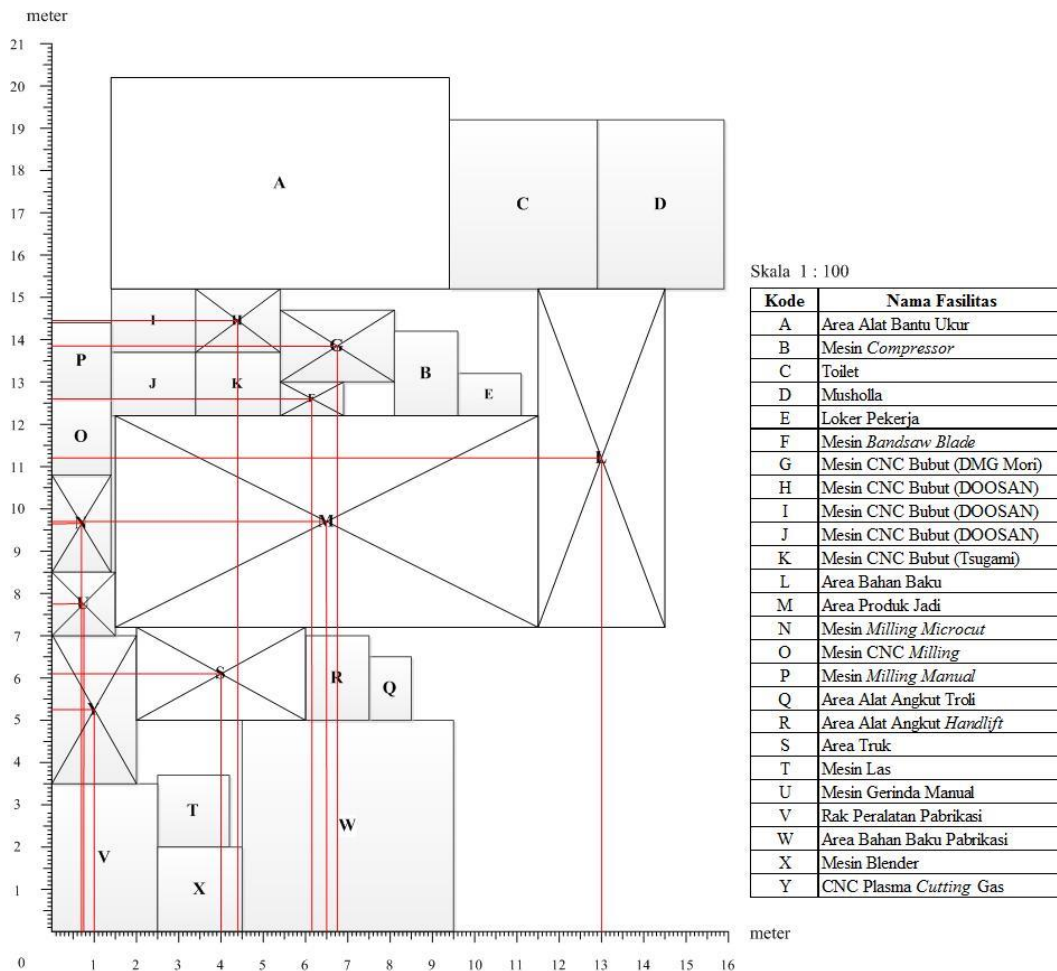 meter
21
20
19
18
17
16
15
14
13
12
11
10
9
8
7
6
5
4
3
2
1
0
A
C
D
I
H
P
G
J
K
B
F
E
O
L
N
M
U
S
R
Q
Y
T
W
V
X
1 2 3 4 5 6 7 8 9 10 11 12 13 14 15 16
meter
Skala 1 : 100
Kode Nama Fasilitas
A Area Alat Bantu Ukur
B Mesin Compressor
C Toilet
D Musholla
E Loker Pekerja
F Mesin Bandsaw Blade
G Mesin CNC Bubut (DMG Mori)
H Mesin CNC Bubut (DOOSAN)
I Mesin CNC Bubut (DOOSAN)
J Mesin CNC Bubut (DOOSAN)
K Mesin CNC Bubut (Tsugami)
L Area Bahan Baku
M Area Produk Jadi
N Mesin Milling Microcut
O Mesin CNC Milling
P Mesin Milling Manual
Q Area Alat Angkut Troli
R Area Alat Angkut Handlift
S Area Truk
T Mesin Las
U Mesin Gerinda Manual
V Rak Peralatan Pabrikasi
W Area Bahan Baku Pabrikasi
X Mesin Blender
Y CNC Plasma Cutting Gas